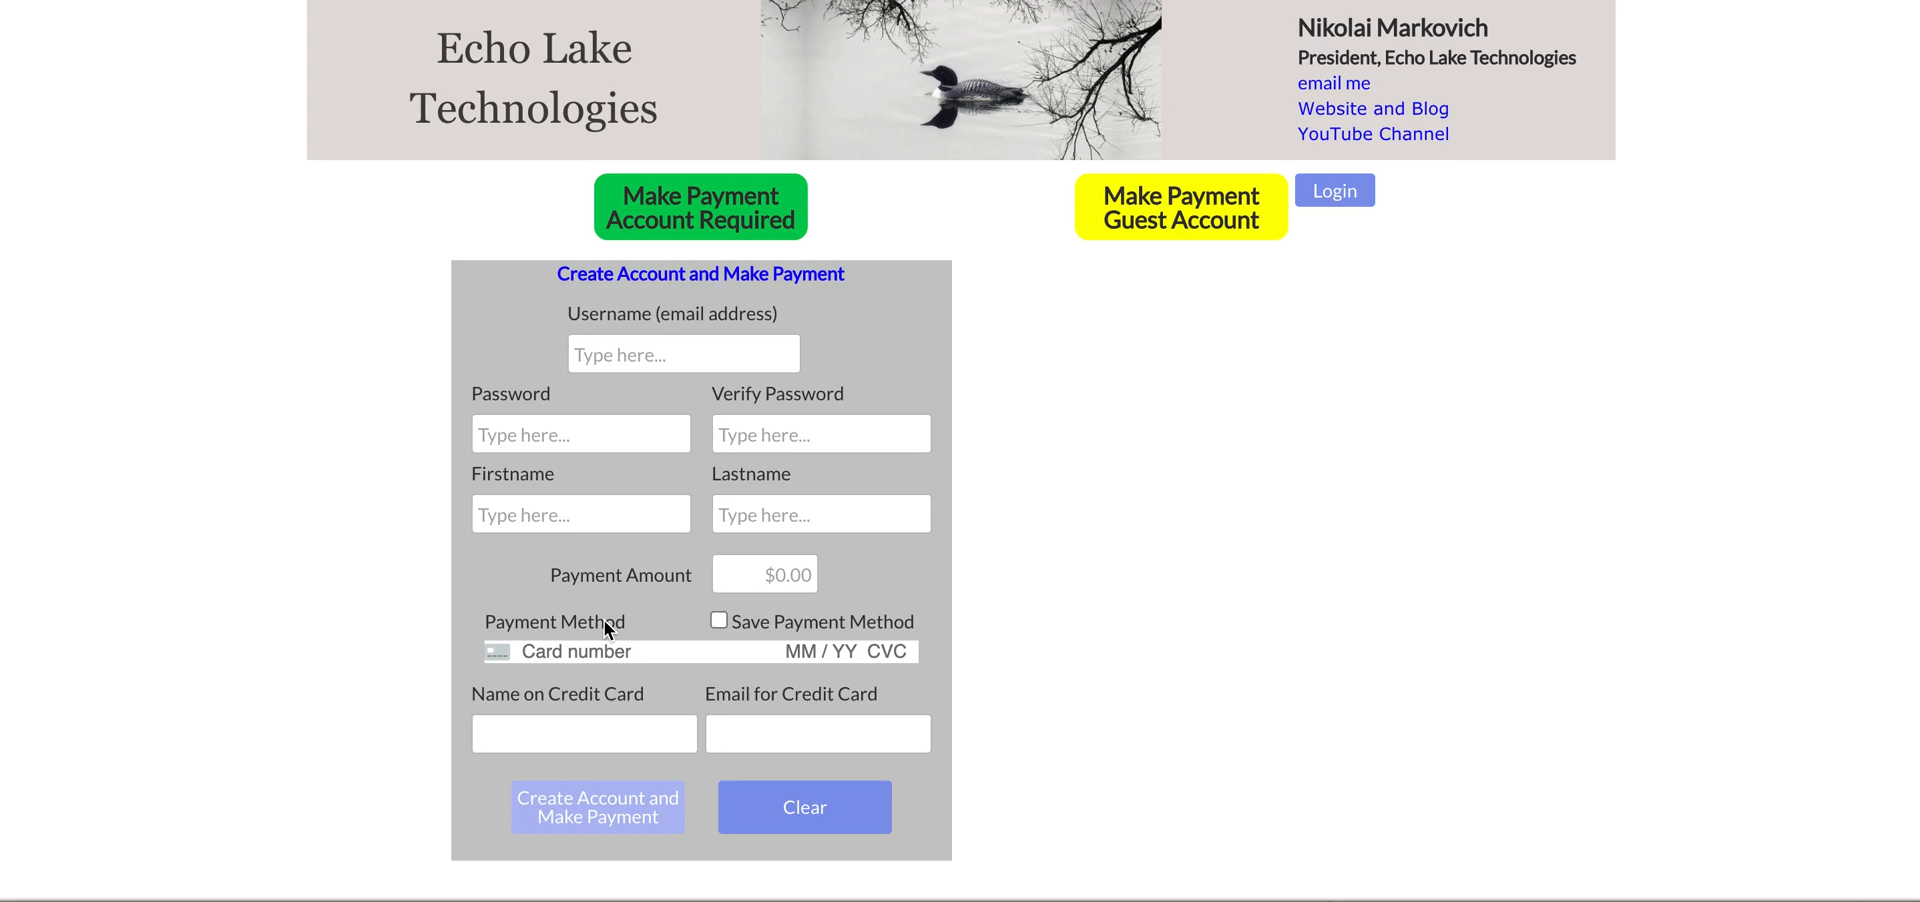 Echo Lake
Technologies
Nikolai Markovich
President, Echo Lake Technologies
email me
Website and Blog
YouTube Channel
Make Payment
Account Required
Make Payment
Guest Account
Login
Create Account and Make Payment
Username (email address)
Type here...
Password Verify Password
Type here... Type here...
Firstname Lastname
Type here... Type here...
Payment Amount $0.00
Payment Method Save Payment Method
Card number MM / YY CVC
Name on Credit Card Email for Credit Card
Create Account and
Make Payment
Clear